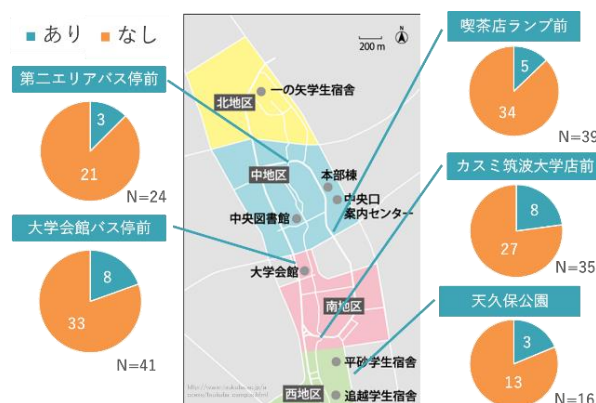 あり なし
第二エリアバス停前
3
21
N=24
大学会館バス停前
8
33
N=41
200 m
N
一の矢学生宿舎
北地区
中地区
本部棟
中央口
案内センター
中央図書館
大学会館
南地区
平砂学生宿舎
西地区
追越学生宿舎
喫茶店ランプ前
5
34
N=39
カスミ筑波大学店前
8
27
N=35
天久保公園
3
13
N=16